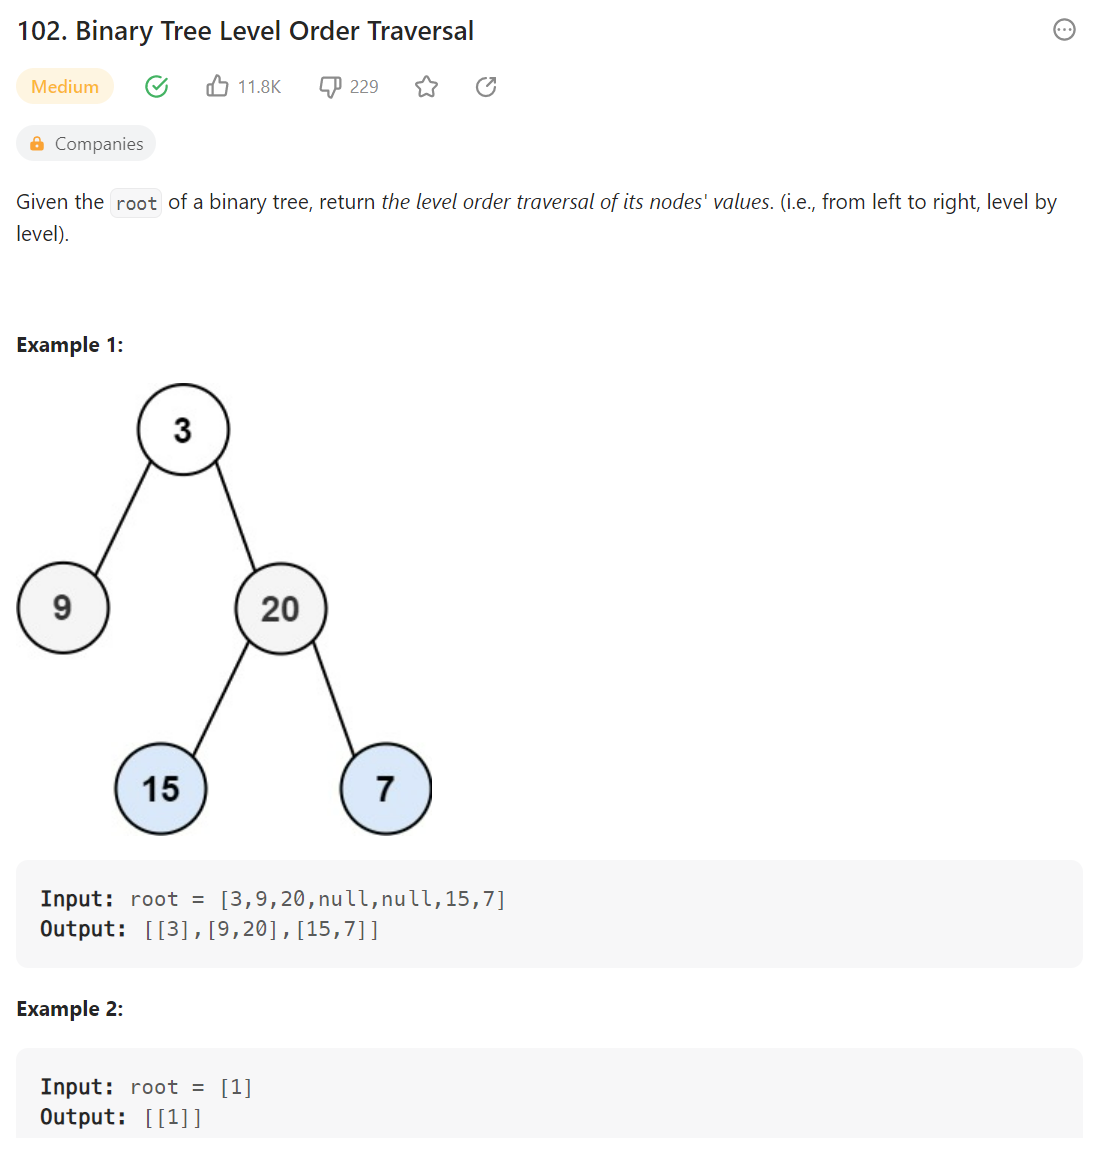 102. Binary Tree Level Order Traversal
Medium 11.8K 229
Companies
Given the root of a binary tree, return the level order traversal of its nodes' values. (i.e., from left to right, level by
level).
Example 1:
3
9 20
15 7
Input: root = [3,9,20,null,null,15,7]
Output: [[3],[9,20],[15,7]]
Example 2:
Input: root = [1]
Output: [[1]]